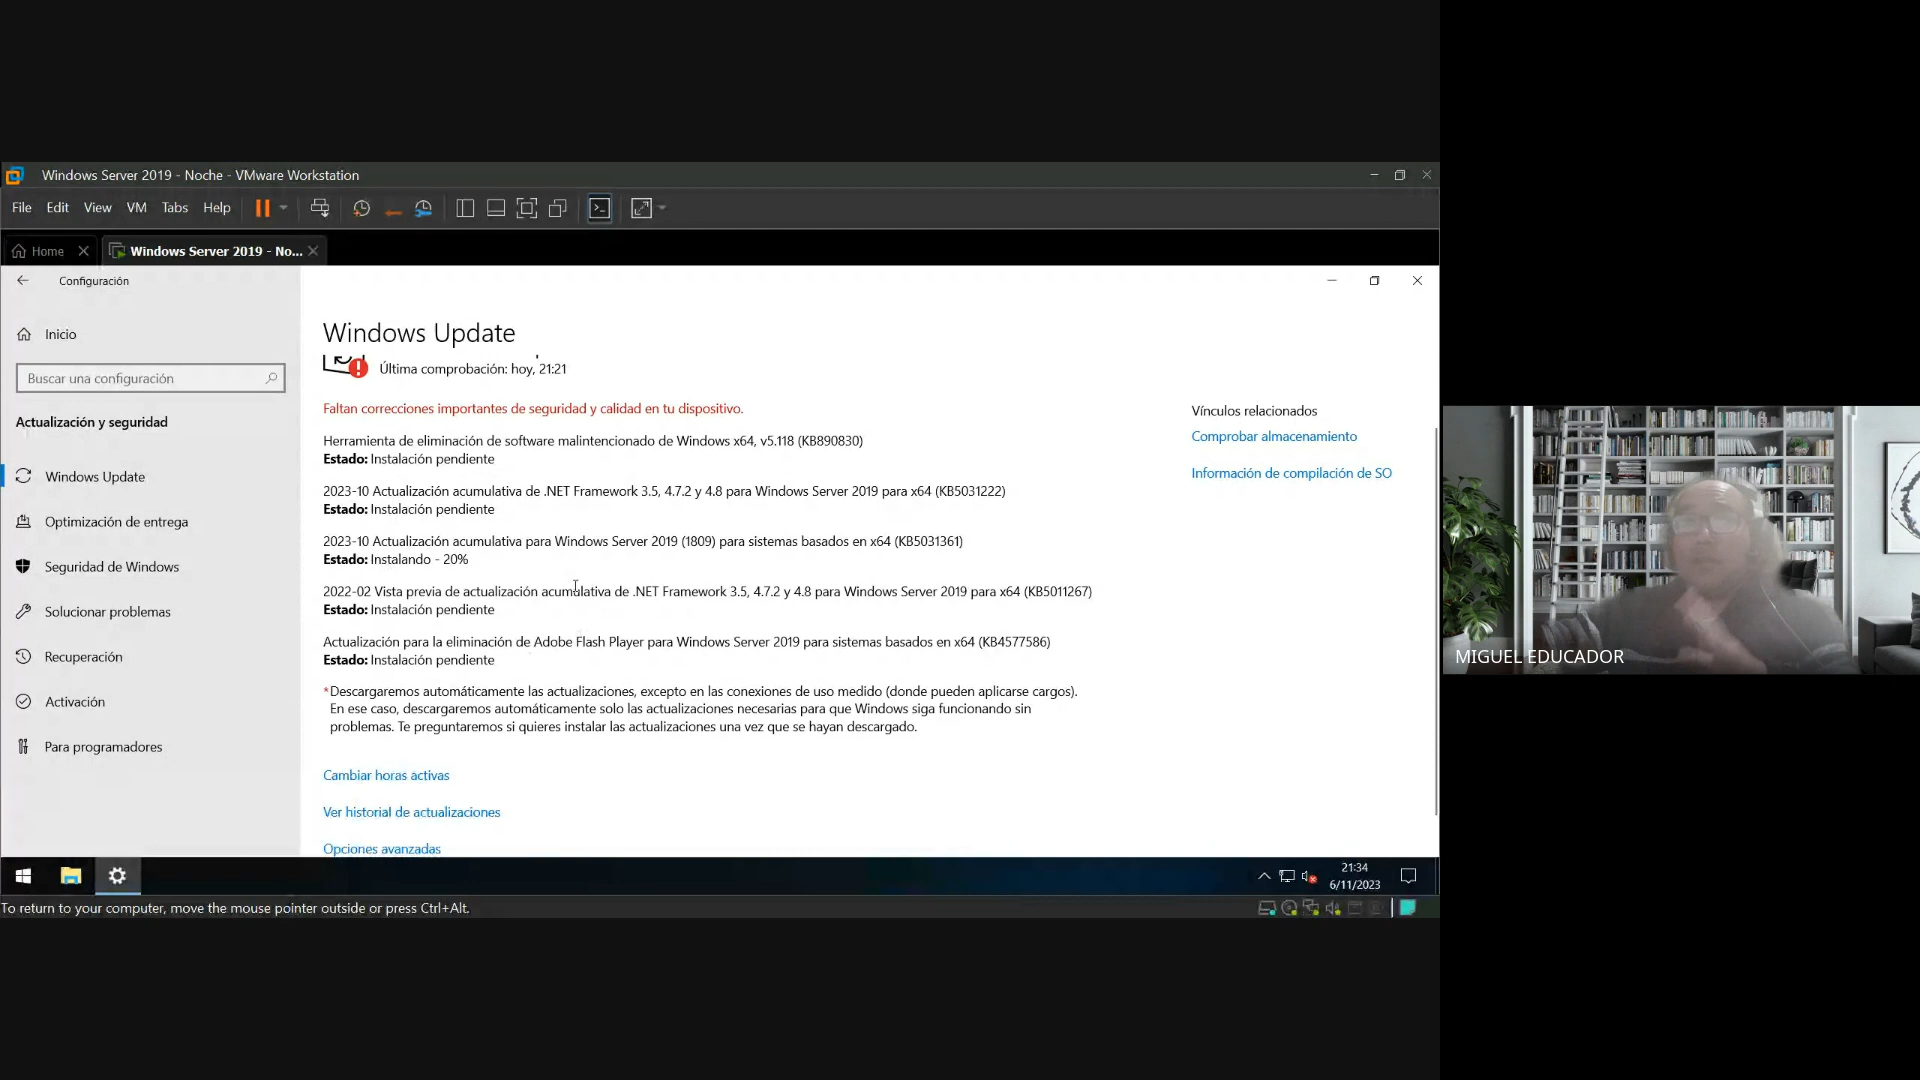 Windows Server 2019 - Noche - VMware Workstation
File Edit View VM Tabs Help
Home
Windows Server 2019 - No...
Configuración
Inicio
Buscar una configuración
Actualización y seguridad
Windows Update
Optimización de entrega
Seguridad de Windows
Solucionar problemas
Recuperación
Activación
Para programadores
Windows Update
Última comprobación: hoy, 21:21
Faltan correcciones importantes de seguridad y calidad en tu dispositivo.
Herramienta de eliminación de software malintencionado de Windows x64, v5.118 (KB890830)
Estado: Instalación pendiente
2023-10 Actualización acumulativa de .NET Framework 3.5, 4.7.2 y 4.8 para Windows Server 2019 para x64 (KB5031222)
Estado: Instalación pendiente
2023-10 Actualización acumulativa para Windows Server 2019 (1809) para sistemas basados en x64 (KB5031361)
Estado: Instalando - 20%
2022-02 Vista previa de actualización acumulativa de .NET Framework 3.5, 4.7.2 y 4.8 para Windows Server 2019 para x64 (KB5011267)
Estado: Instalación pendiente
Actualización para la eliminación de Adobe Flash Player para Windows Server 2019 para sistemas basados en x64 (KB4577586)
Estado: Instalación pendiente
*Descargaremos automáticamente las actualizaciones, excepto en las conexiones de uso medido (donde pueden aplicarse cargos).
En ese caso, descargaremos automáticamente solo las actualizaciones necesarias para que Windows siga funcionando sin
problemas. Te preguntaremos si quieres instalar las actualizaciones una vez que se hayan descargado.
Cambiar horas activas
Ver historial de actualizaciones
Opciones avanzadas
Vínculos relacionados
Comprobar almacenamiento
Información de compilación de SO
21:34
6/11/2023
To return to your computer, move the mouse pointer outside or press Ctrl+Alt.
MIGUEL EDUCADOR